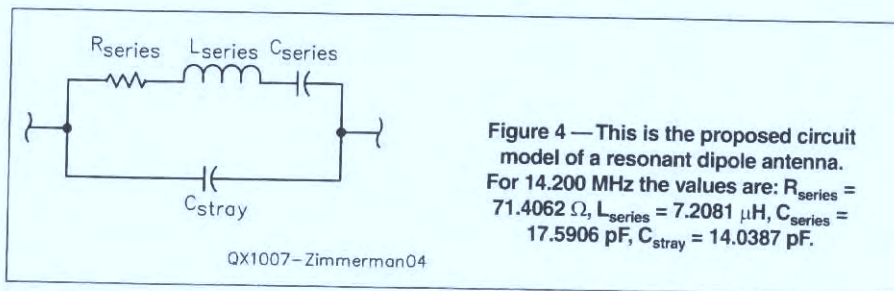 Rseries
Lseries
Cseries
Cstray
QX1007-Zimmerman04
Figure 4 — This is the proposed circuit
model of a resonant dipole antenna.
For 14.200 MHz the values are: Rseries =
71.4062 Ω, Lseries = 7.2081 μH, Cseries =
17.5906 pF, Cstray = 14.0387 pF.